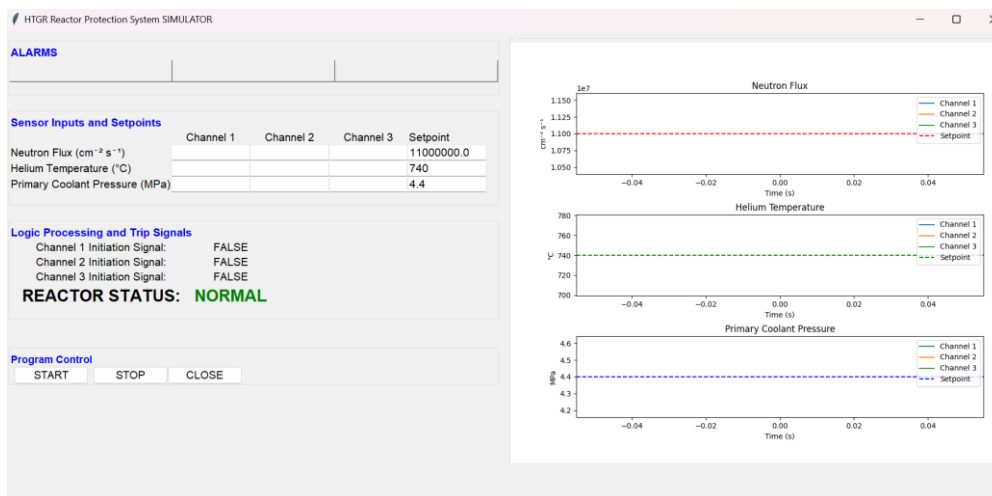 HTGR Reactor Protection System SIMULATOR
ALARMS
Sensor Inputs and Setpoints
Channel 1 Channel 2 Channel 3 Setpoint
Neutron Flux (cm⁻² s⁻¹) 11000000.0
Helium Temperature (°C) 740
Primary Coolant Pressure (MPa) 4.4
Logic Processing and Trip Signals
Channel 1 Initiation Signal: FALSE
Channel 2 Initiation Signal: FALSE
Channel 3 Initiation Signal: FALSE
REACTOR STATUS: NORMAL
Program Control
START STOP CLOSE
Neutron Flux
1e7
1.150
1.125
1.100
1.075
1.050
cm⁻² s⁻¹
Channel 1
Channel 2
Channel 3
Setpoint
−0.04 −0.02 0.00 0.02 0.04
Time (s)
Helium Temperature
780
760
740
720
700
°C
Channel 1
Channel 2
Channel 3
Setpoint
−0.04 −0.02 0.00 0.02 0.04
Time (s)
Primary Coolant Pressure
4.6
4.5
4.4
4.3
4.2
MPa
Channel 1
Channel 2
Channel 3
Setpoint
−0.04 −0.02 0.00 0.02 0.04
Time (s)